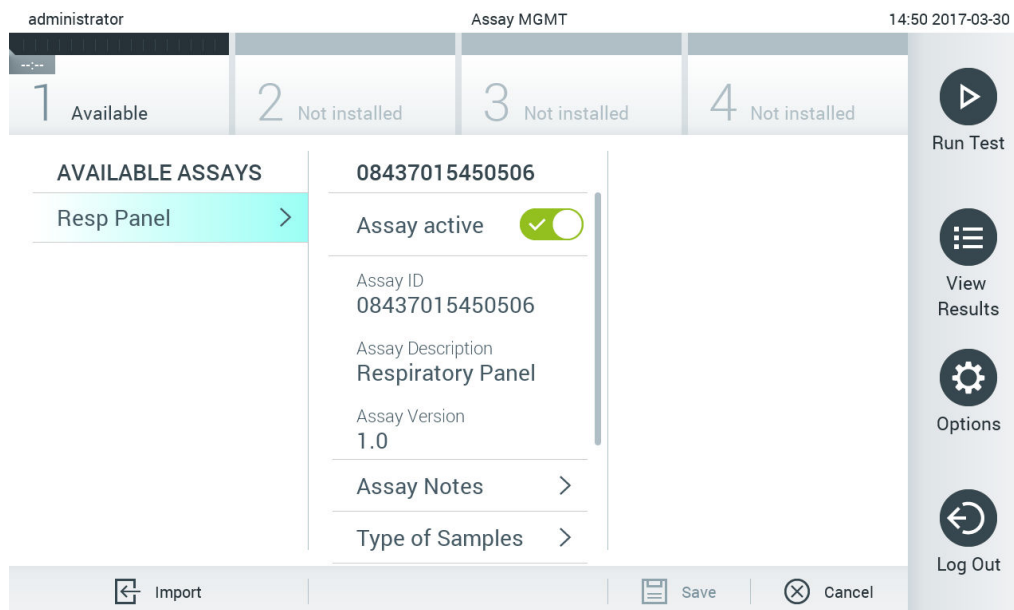 administrator Assay MGMT 14:50 2017-03-30
--:--
1 Available 2 Not installed 3 Not installed 4 Not installed
Run Test
AVAILABLE ASSAYS
Resp Panel
08437015450506
Assay active
Assay ID
08437015450506
Assay Description
Respiratory Panel
Assay Version
1.0
Assay Notes
Type of Samples
View
Results
Options
Log Out
Import Save Cancel